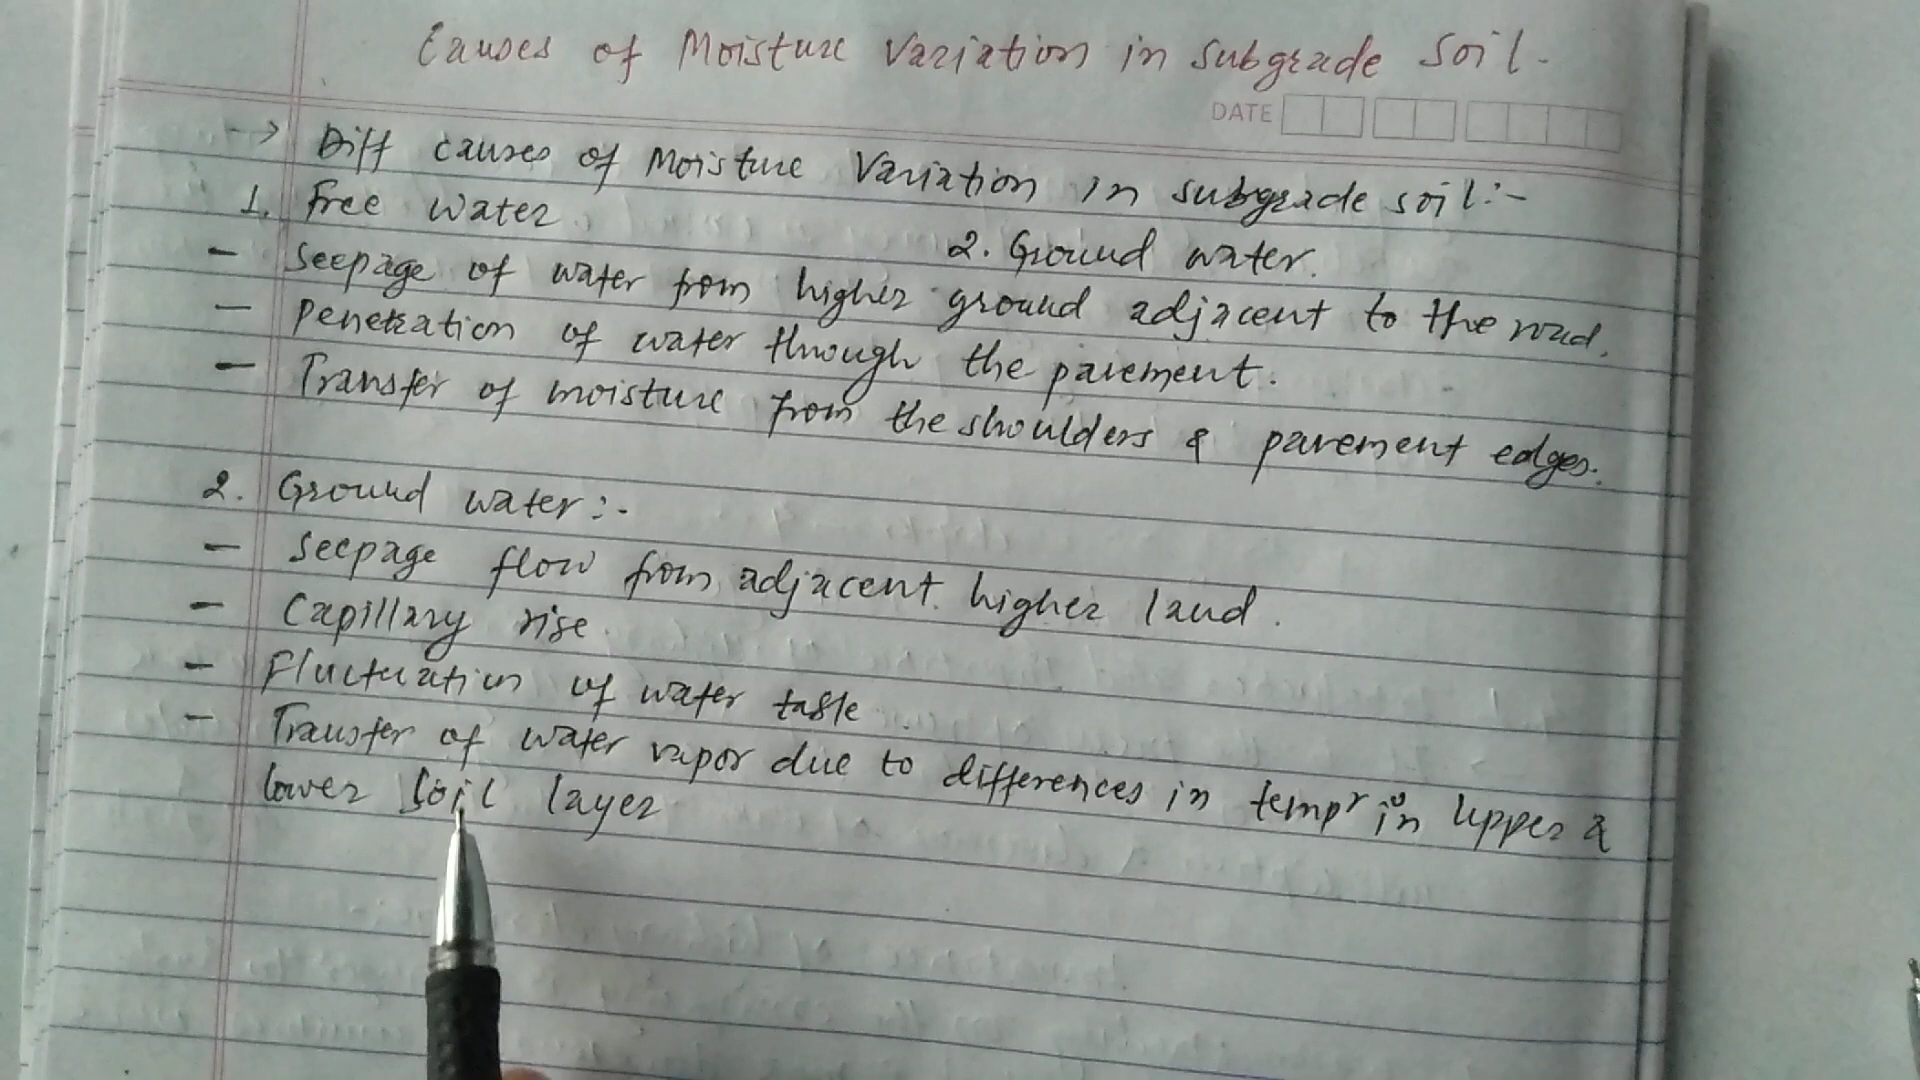 Causes of Moisture Variation in Subgrade Soil.
DATE
-> Diff causes of Moisture Variation in subgrade soil:-
1. Free Water 2. Ground water.
- Seepage of water from higher ground adjacent to the road.
- Penetration of water through the pavement.
- Transfer of moisture from the shoulders & pavement edges.
2. Ground water:-
- Seepage flow from adjacent higher land.
- Capillary rise
- Fluctuation of water table
- Transfer of water vapor due to differences in tempr in upper &
lower soil layer